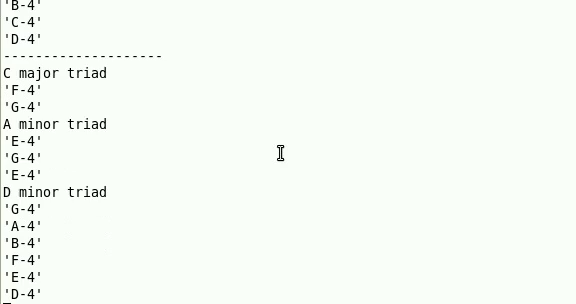 'B-4'
'C-4'
'D-4'
--------------------
C major triad
'F-4'
'G-4'
A minor triad
'E-4'
'G-4'
'E-4'
D minor triad
'G-4'
'A-4'
'B-4'
'F-4'
'E-4'
'D-4'